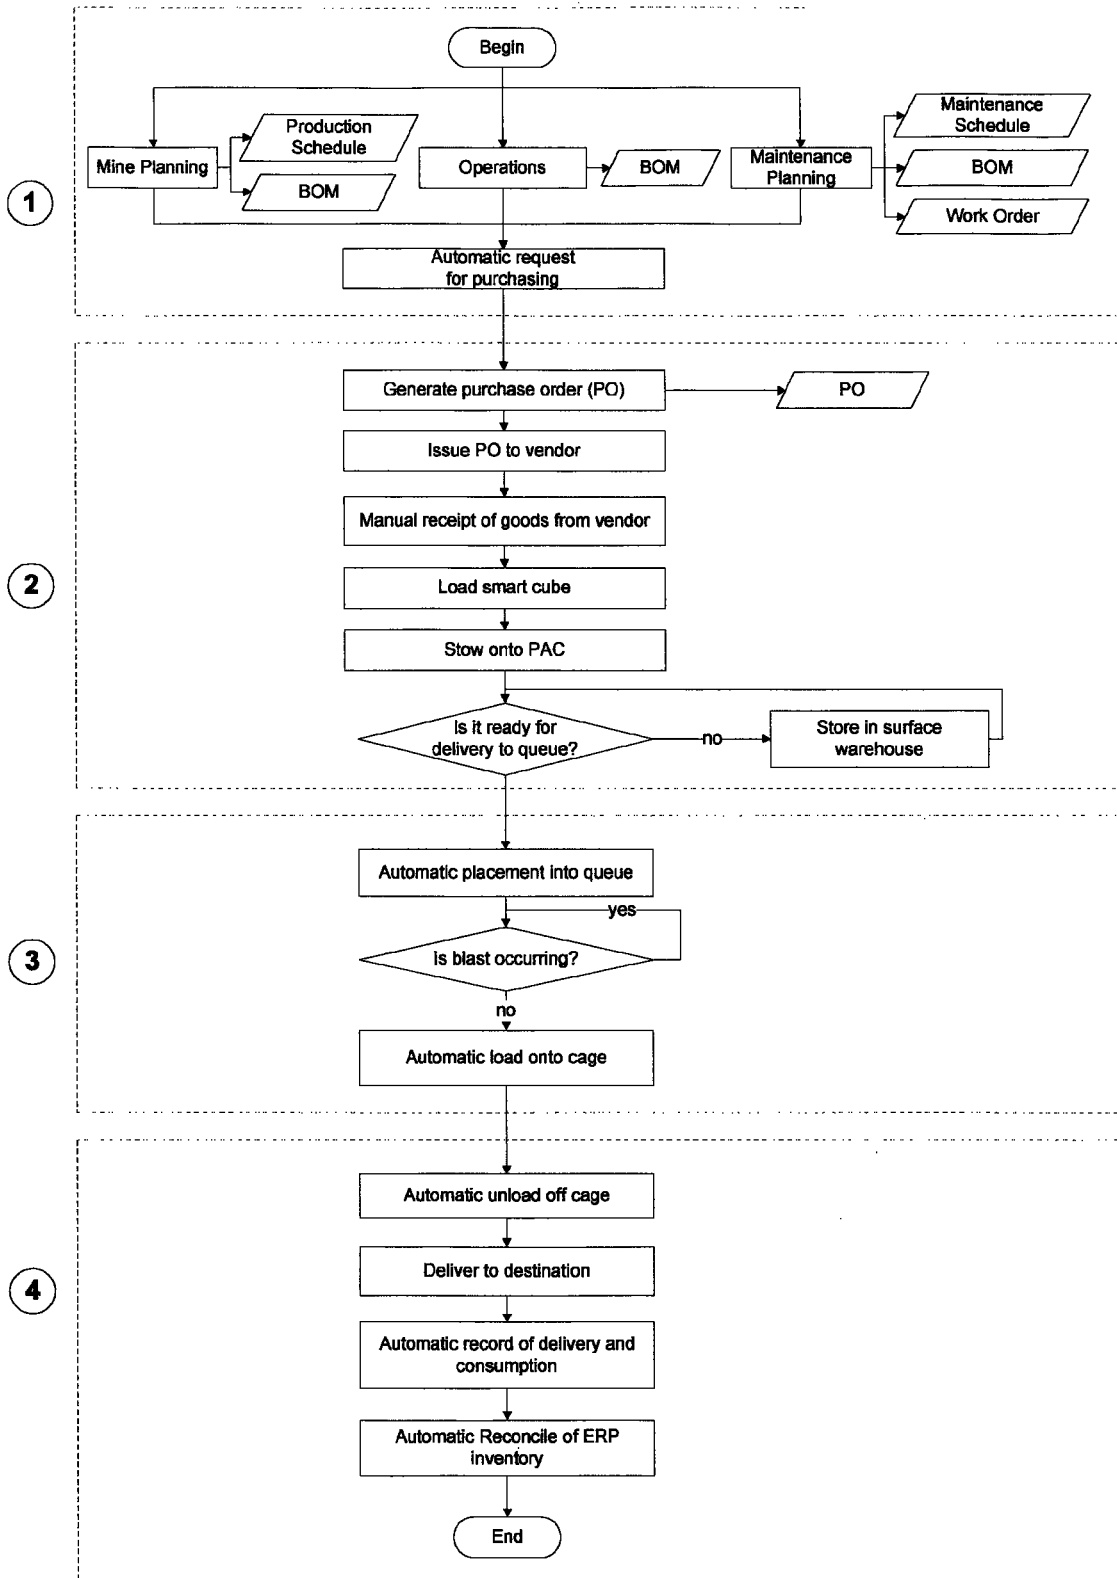 Begin
Production
Schedule
Mine Planning
BOM
Operations
BOM
Maintenance
Planning
Maintenance
Schedule
BOM
Work Order
1
Automatic request
for purchasing
Generate purchase order (PO)
PO
Issue PO to vendor
Manual receipt of goods from vendor
2
Load smart cube
Stow onto PAC
Is it ready for
delivery to queue?
no
Store in surface
warehouse
Automatic placement into queue
yes
3
Is blast occurring?
no
Automatic load onto cage
Automatic unload off cage
4
Deliver to destination
Automatic record of delivery and
consumption
Automatic Reconcile of ERP
inventory
End